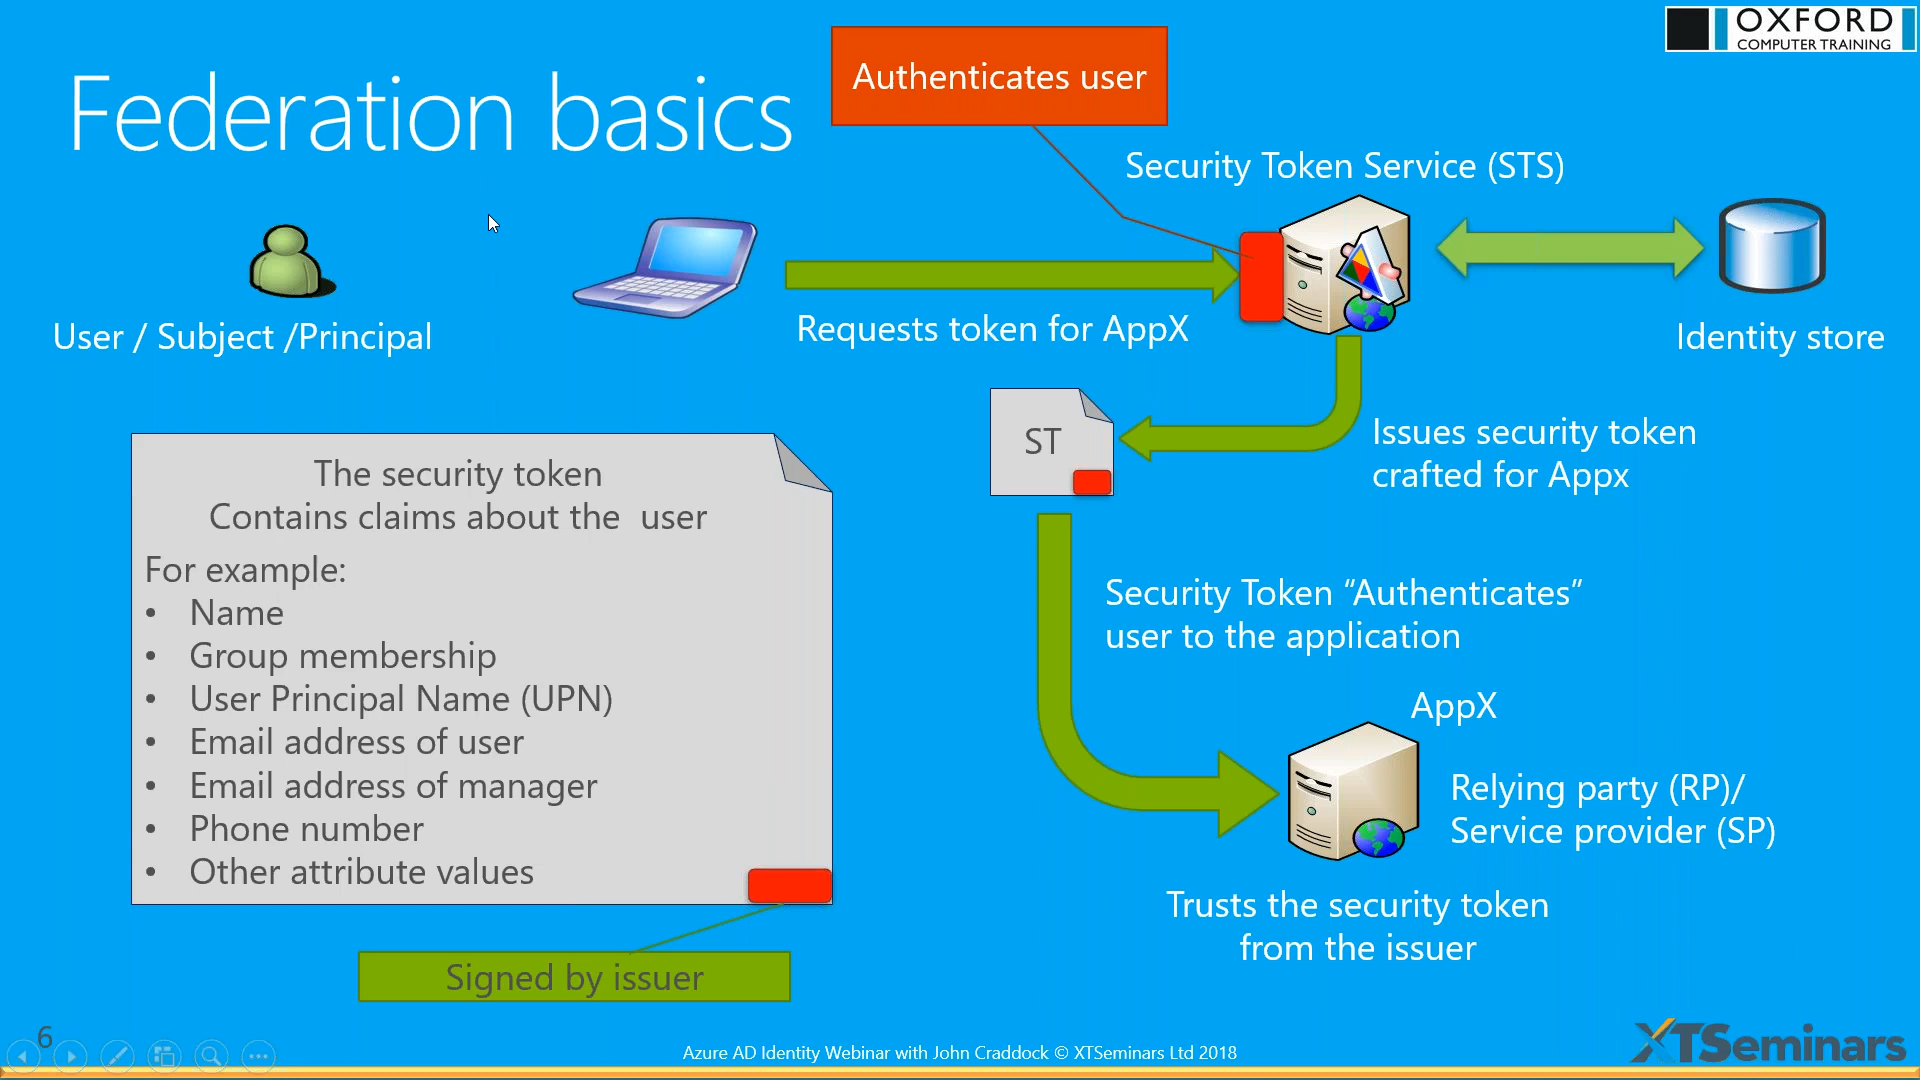 OXFORD
COMPUTER TRAINING
Authenticates user
Federation basics
Security Token Service (STS)
User / Subject /Principal
Requests token for AppX
Identity store
ST
Issues security token
crafted for Appx
The security token
Contains claims about the  user
For example:
• Name
• Group membership
• User Principal Name (UPN)
• Email address of user
• Email address of manager
• Phone number
• Other attribute values
Signed by issuer
Security Token “Authenticates”
user to the application
AppX
Relying party (RP)/
Service provider (SP)
Trusts the security token
from the issuer
6
Azure AD Identity Webinar with John Craddock © XTSeminars Ltd 2018
XTSeminars